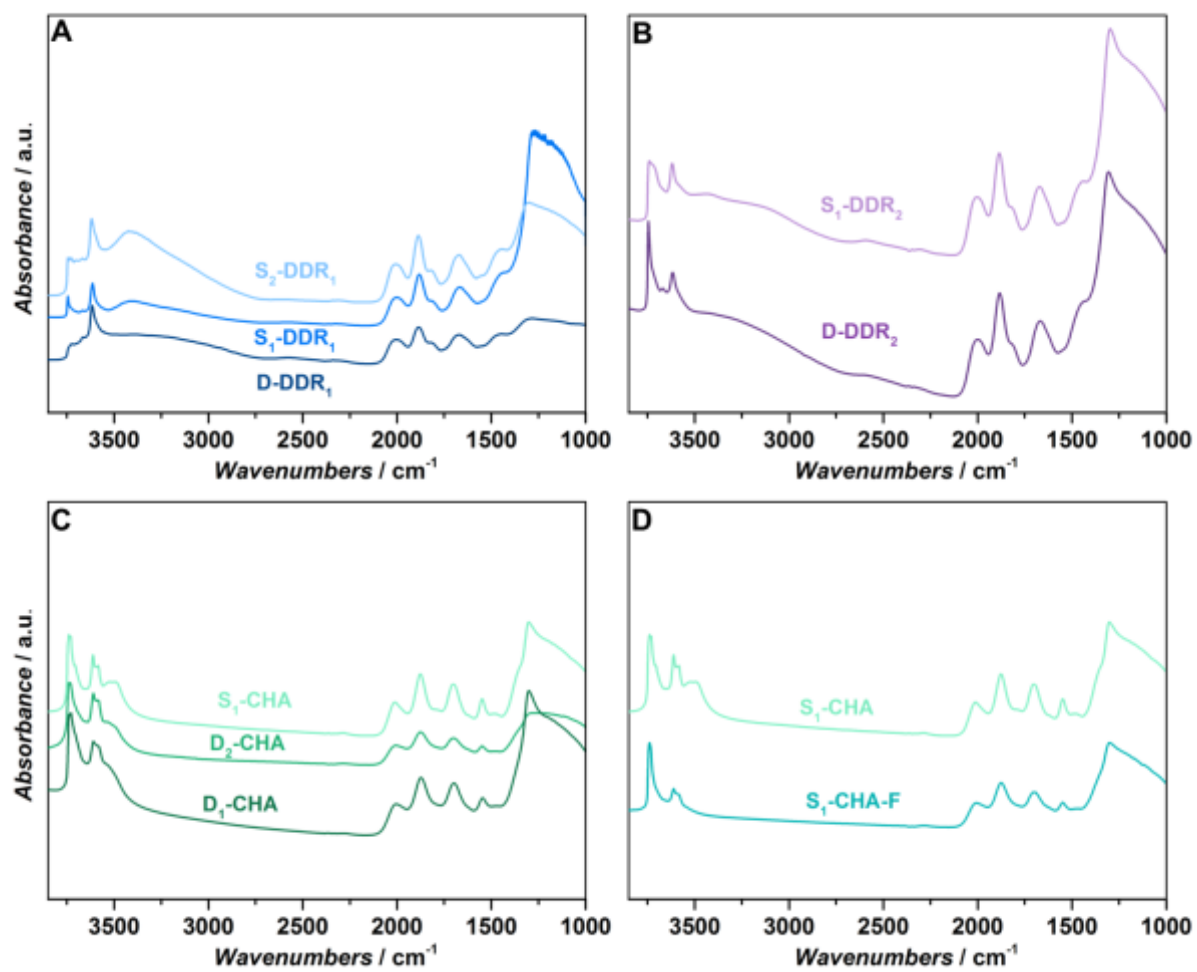 A
Absorbance / a.u.
S₂-DDR₁
S₁-DDR₁
D-DDR₁
3500 3000 2500 2000 1500 1000
Wavenumbers / cm⁻¹
B
S₁-DDR₂
D-DDR₂
3500 3000 2500 2000 1500 1000
Wavenumbers / cm⁻¹
C
Absorbance / a.u.
S₁-CHA
D₂-CHA
D₁-CHA
3500 3000 2500 2000 1500 1000
Wavenumbers / cm⁻¹
D
S₁-CHA
S₁-CHA-F
3500 3000 2500 2000 1500 1000
Wavenumbers / cm⁻¹